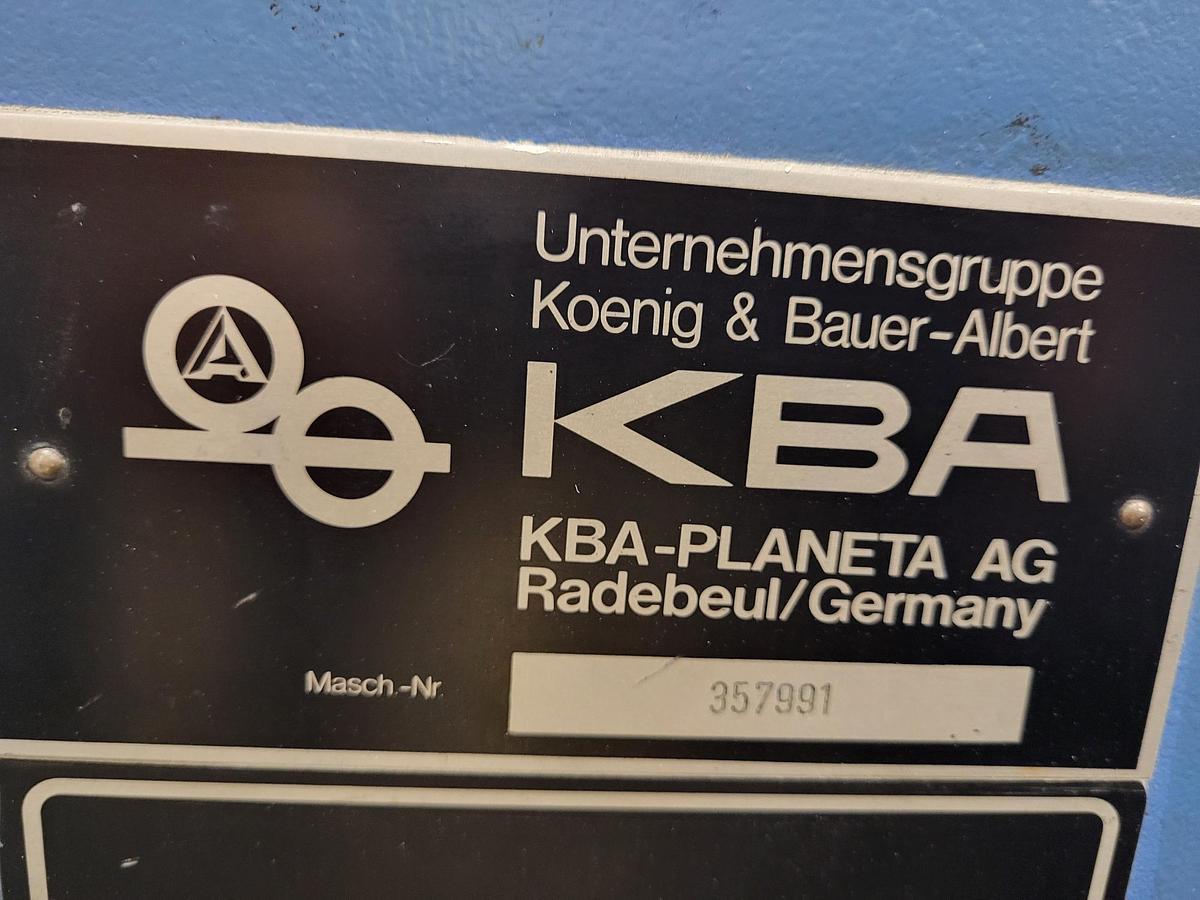 A
Unternehmensgruppe
Koenig & Bauer-Albert
KBA
KBA-PLANETA AG
Radebeul/Germany
Masch.-Nr. 357991